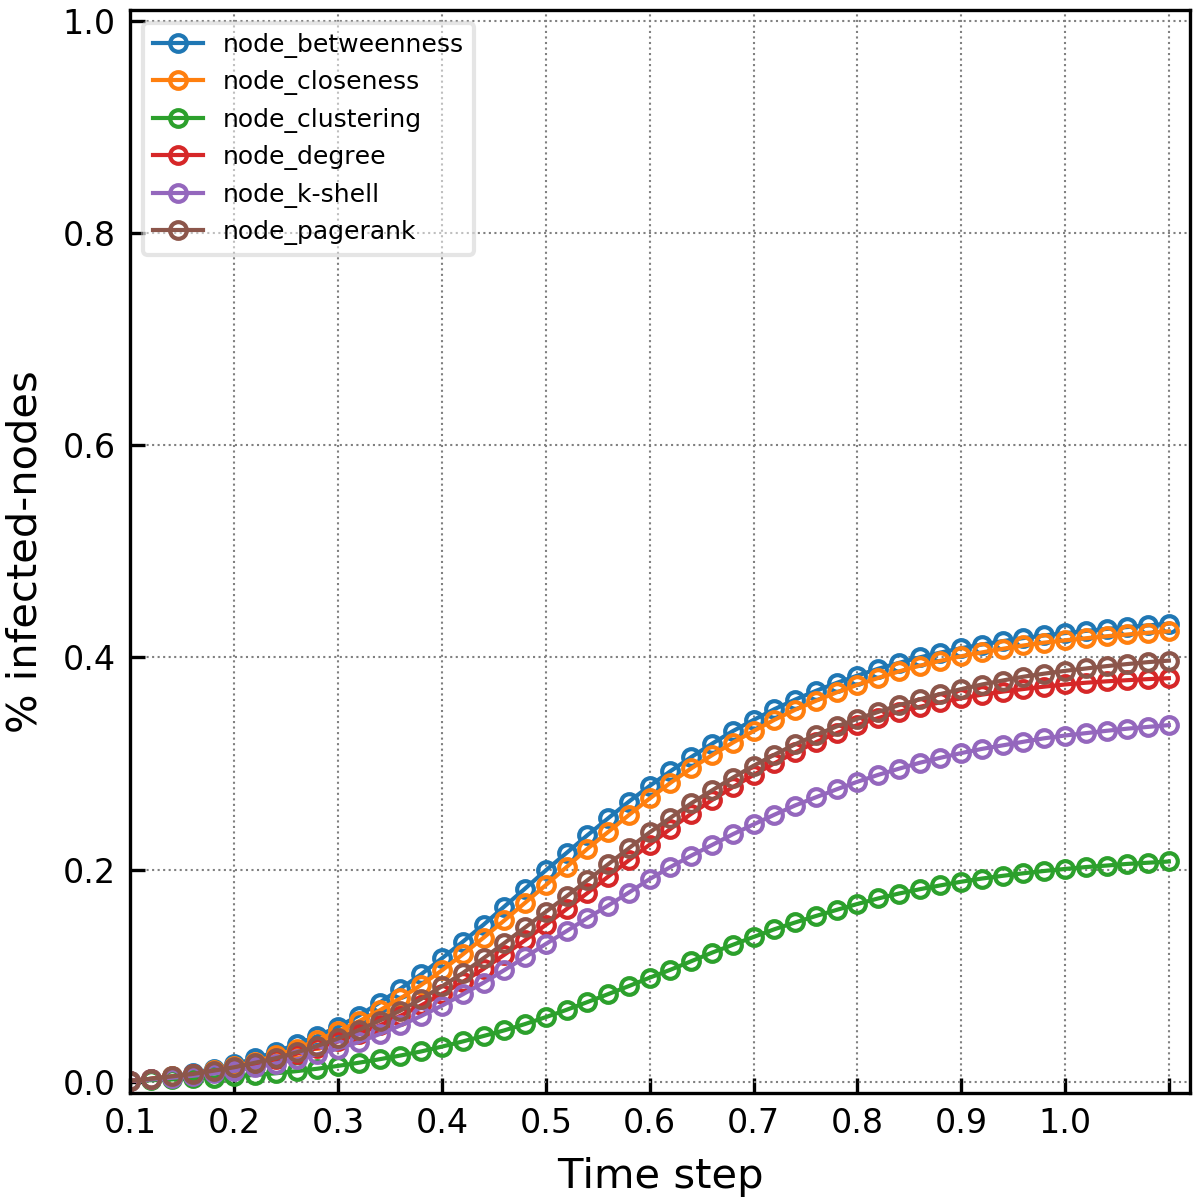 1.0
0.8
0.6
0.4
0.2
0.0
% infected-nodes
node_betweenness
node_closeness
node_clustering
node_degree
node_k-shell
node_pagerank
0.1 0.2 0.3 0.4 0.5 0.6 0.7 0.8 0.9 1.0
Time step